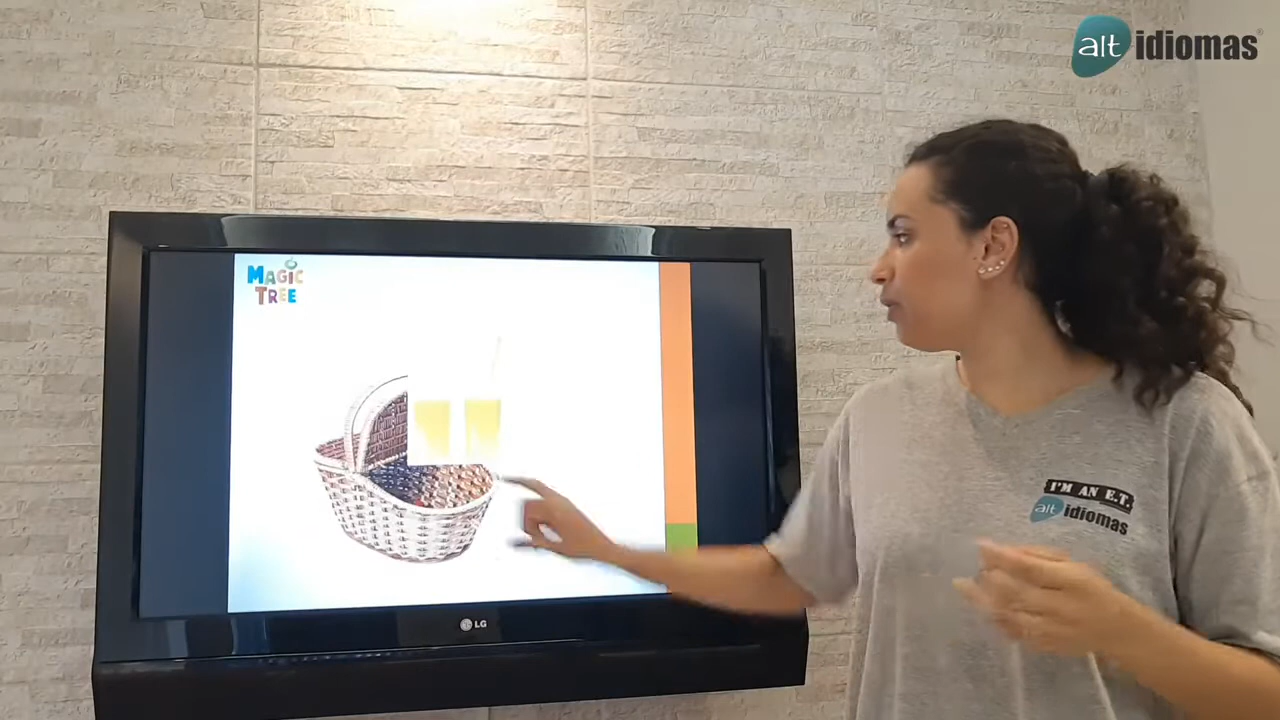 alt idiomas®
MAGIC
TREE
LG
I'M AN E.T.
alt idiomas